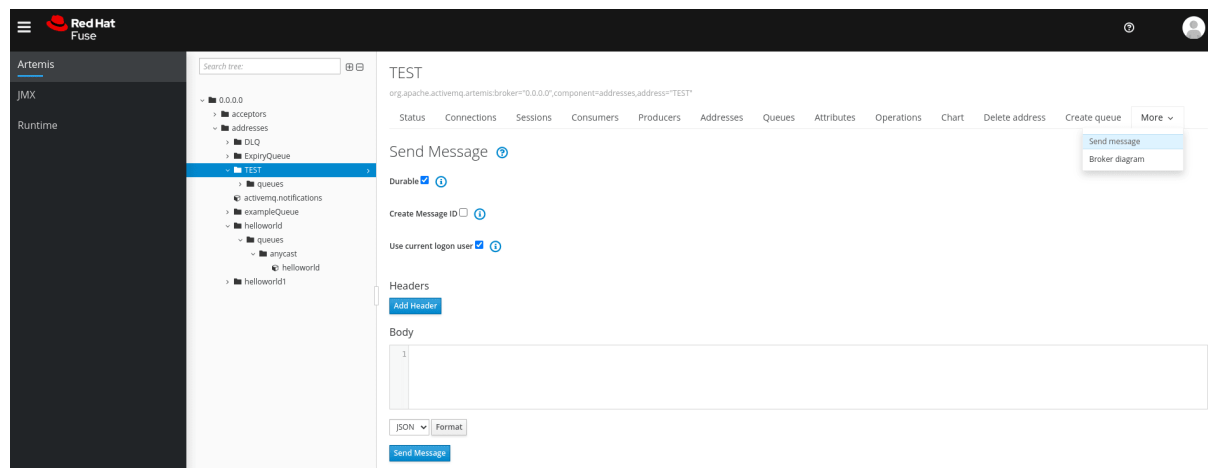 Red Hat
Fuse
Artemis
JMX
Runtime
Search tree:
0.0.0.0
acceptors
addresses
DLQ
ExpiryQueue
TEST
queues
activemq.notifications
exampleQueue
helloworld
queues
anycast
helloworld
helloworld1
TEST
org.apache.activemq.artemis:broker="0.0.0.0",component=addresses,address="TEST"
Status Connections Sessions Consumers Producers Addresses Queues Attributes Operations Chart Delete address Create queue More
Send message
Broker diagram
Send Message
Durable
Create Message ID
Use current logon user
Headers
Add Header
Body
1
JSON Format
Send Message